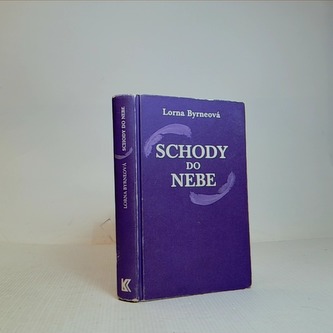 Lorna Byrneová
SCHODY
DO
NEBE
LORNA BYRNEOVÁ
SCHODY DO NEBE
K